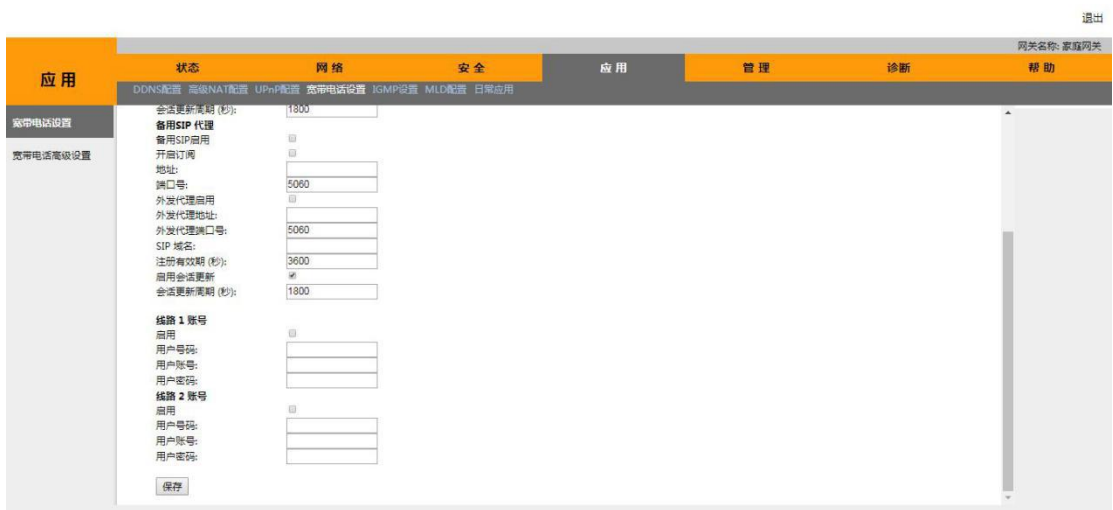 退出
网关名称: 家庭网关
应用
状态 网络 安全 应用 管理 诊断 帮助
DDNS配置 高级NAT配置 UPnP配置 宽带电话设置 IGMP设置 MLD配置 日常应用
宽带电话设置
宽带电话高级设置
会话更新周期 (秒): 1800
备用SIP 代理
备用SIP启用
开启订阅
地址:
端口号: 5060
外发代理启用
外发代理地址:
外发代理端口号: 5060
SIP 域名:
注册有效期 (秒): 3600
启用会话更新
会话更新周期 (秒): 1800
线路 1 账号
启用
用户号码:
用户账号:
用户密码:
线路 2 账号
启用
用户号码:
用户账号:
用户密码:
保存